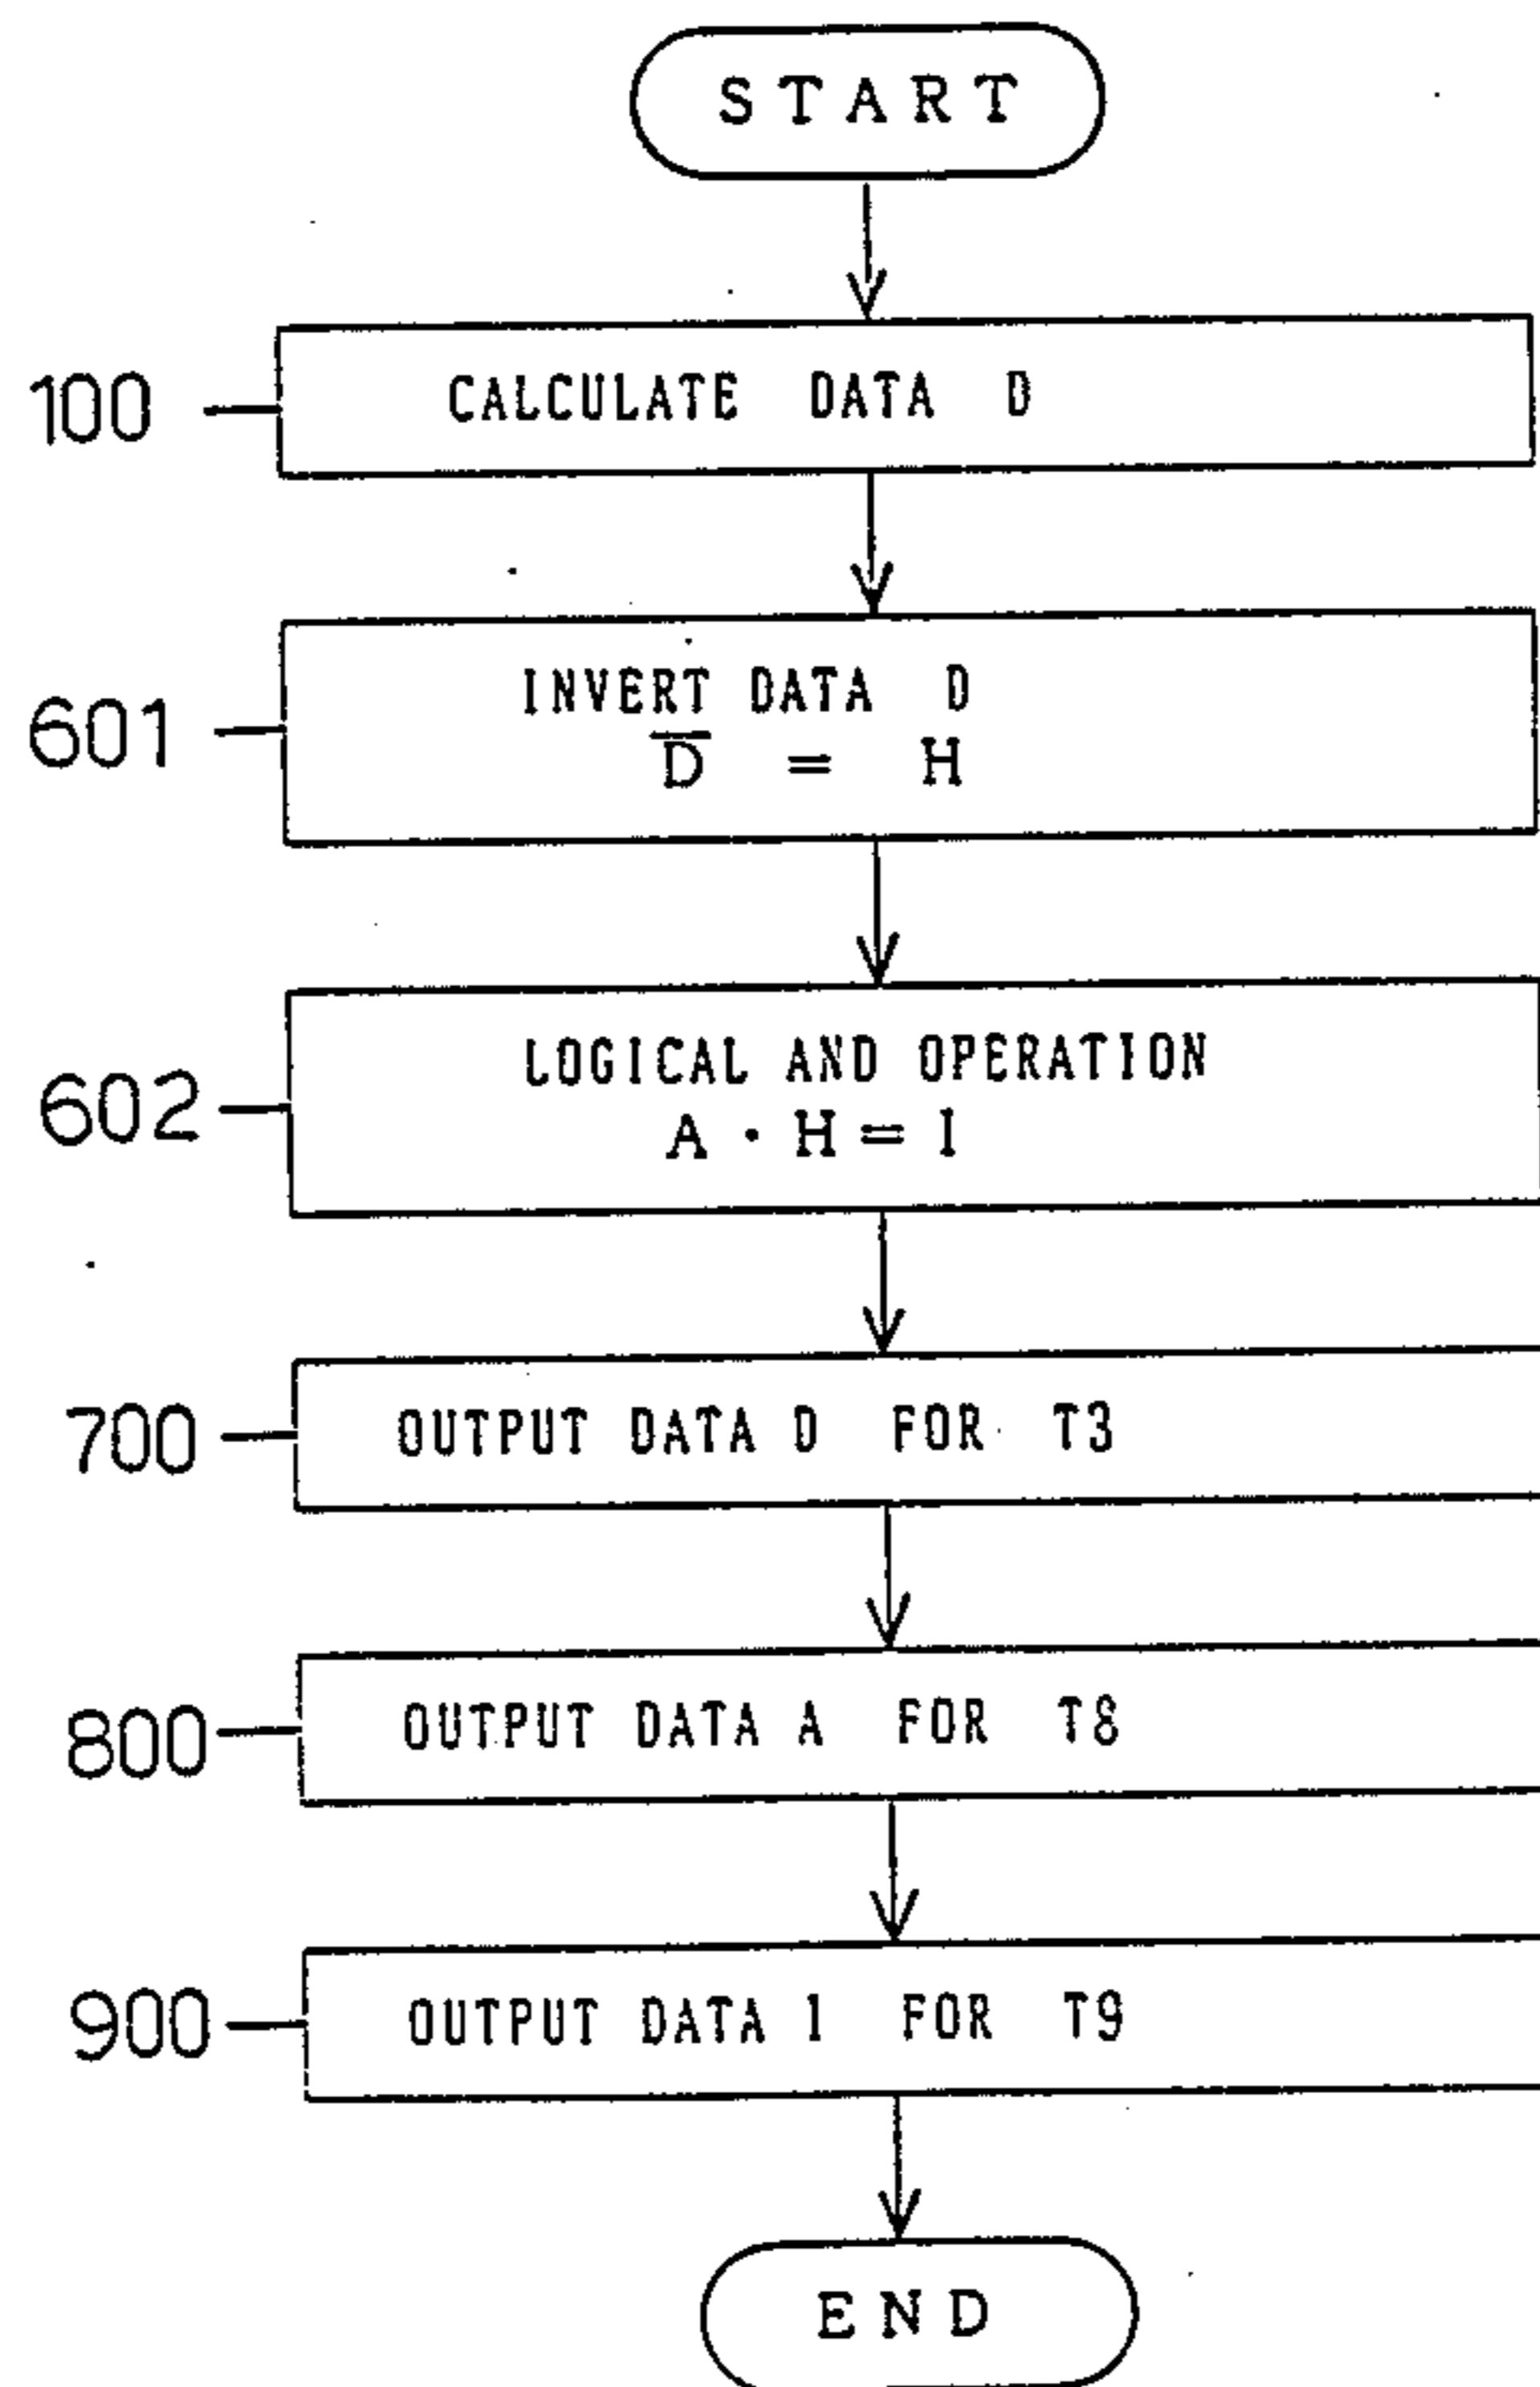 START
100
CALCULATE DATA D
601
INVERT DATA D
D̅ = H
602
LOGICAL AND OPERATION
A · H = I
700
OUTPUT DATA D FOR T3
800
OUTPUT DATA A FOR T8
900
OUTPUT DATA I FOR T9
END